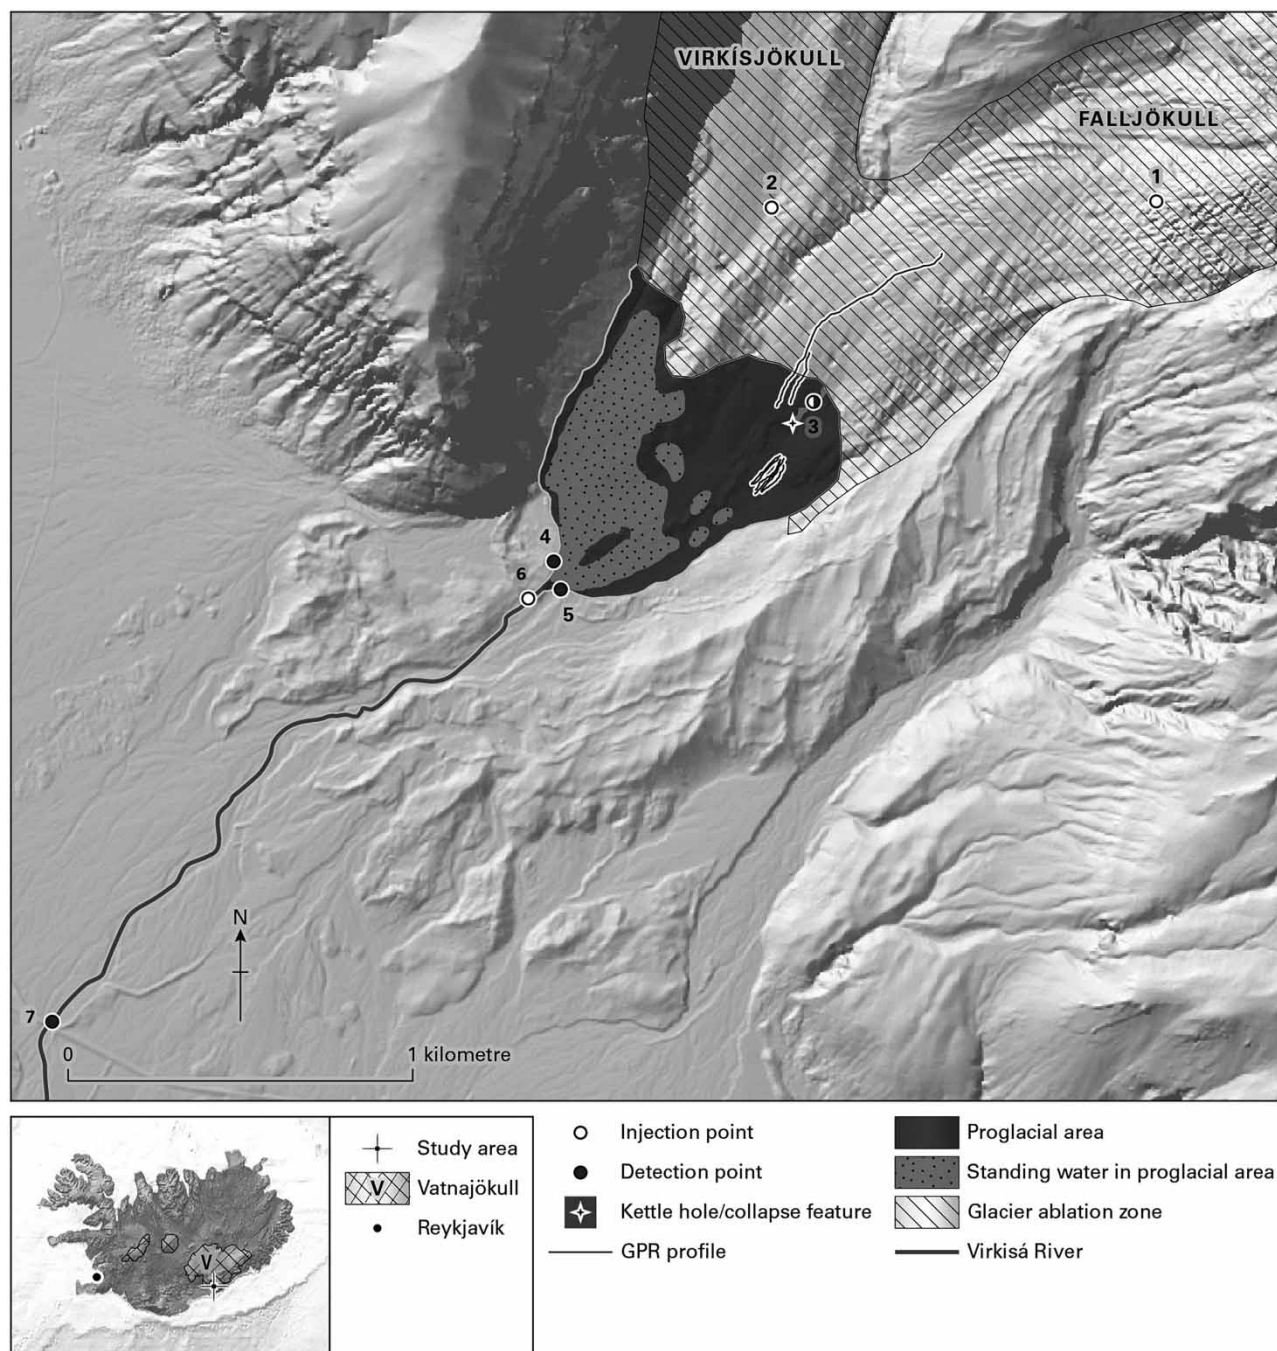 VIRKÍSJÖKULL
FALLJÖKULL
1
2
3
4
6
5
N
7
0
1 kilometre
V
Study area
V
Vatnajökull
Reykjavík
Injection point
Detection point
Kettle hole/collapse feature
GPR profile
Proglacial area
Standing water in proglacial area
Glacier ablation zone
Virkisá River